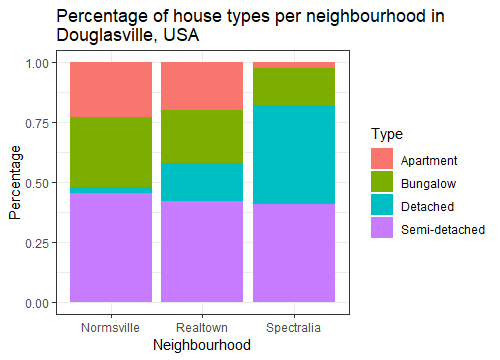 Percentage of house types per neighbourhood in
Douglasville, USA
1.00
0.75
0.50
0.25
0.00
Percentage
Normsville
Realtown
Spectralia
Neighbourhood
Type
Apartment
Bungalow
Detached
Semi-detached